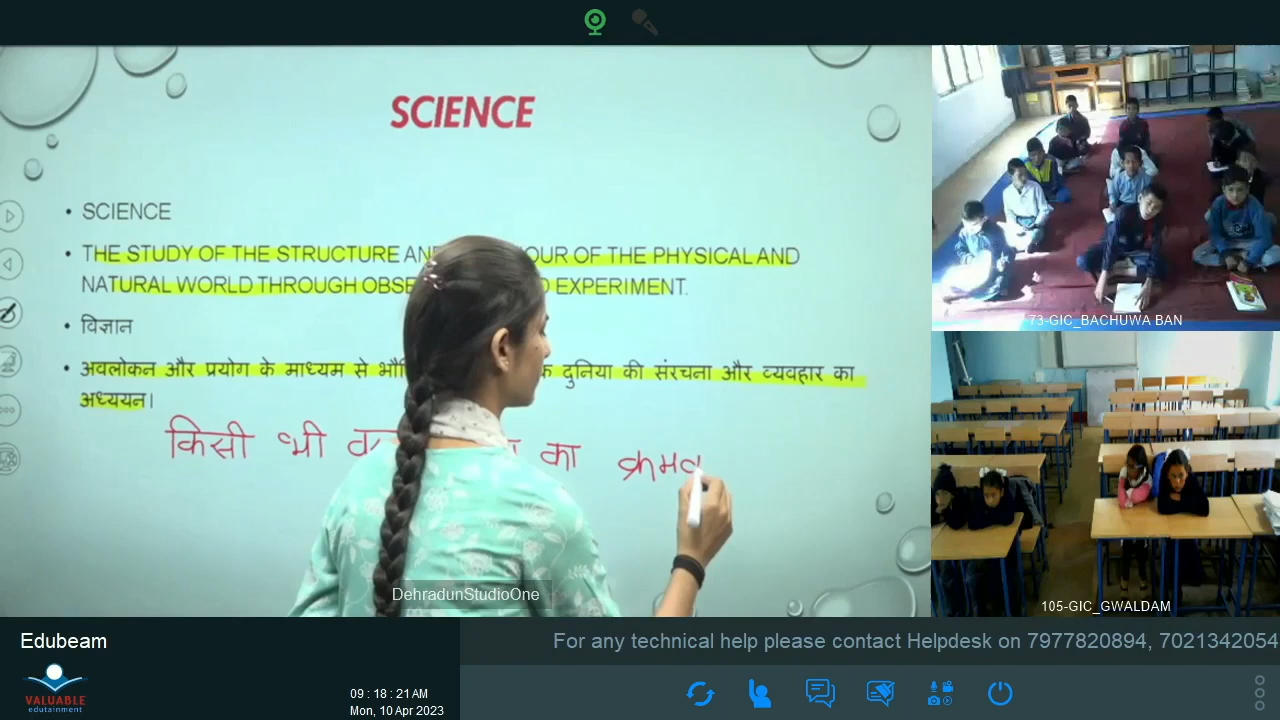 SCIENCE
• SCIENCE
• THE STUDY OF THE STRUCTURE AN OUR OF THE PHYSICAL AND
NATURAL WORLD THROUGH OBSE EXPERIMENT.
• विज्ञान
• अवलोकन और प्रयोग के माध्यम से दुनिया की संरचना और व्यवहार का
अध्ययन।
किसी भी का क्रमव
DehradunStudioOne
73-GIC_BACHUWA BAN
105-GIC_GWALDAM
Edubeam
VALUABLE
edutainment
09 : 18 : 21 AM
Mon, 10 Apr 2023
For any technical help please contact Helpdesk on 7977820894, 7021342054